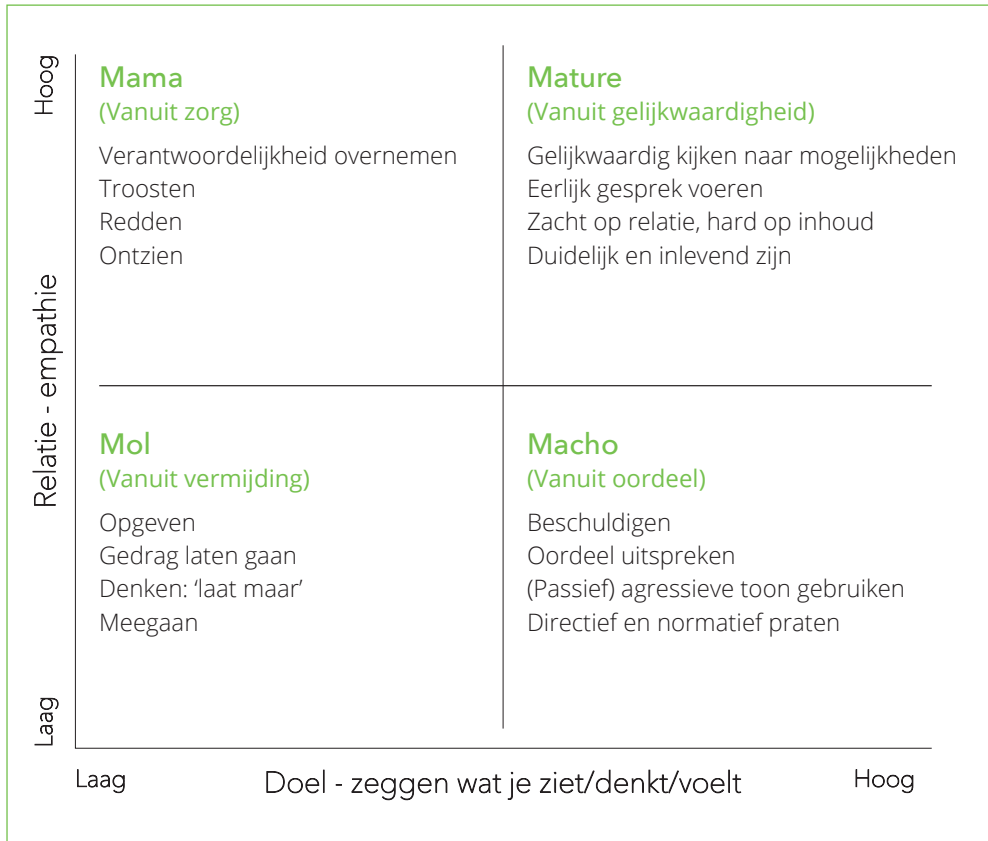 Hoog
Relatie - empathie
Laag
Mama
(Vanuit zorg)
Verantwoordelijkheid overnemen
Troosten
Redden
Ontzien
Mature
(Vanuit gelijkwaardigheid)
Gelijkwaardig kijken naar mogelijkheden
Eerlijk gesprek voeren
Zacht op relatie, hard op inhoud
Duidelijk en inlevend zijn
Mol
(Vanuit vermijding)
Opgeven
Gedrag laten gaan
Denken: ‘laat maar’
Meegaan
Macho
(Vanuit oordeel)
Beschuldigen
Oordeel uitspreken
(Passief) agressieve toon gebruiken
Directief en normatief praten
Laag
Doel - zeggen wat je ziet/denkt/voelt
Hoog